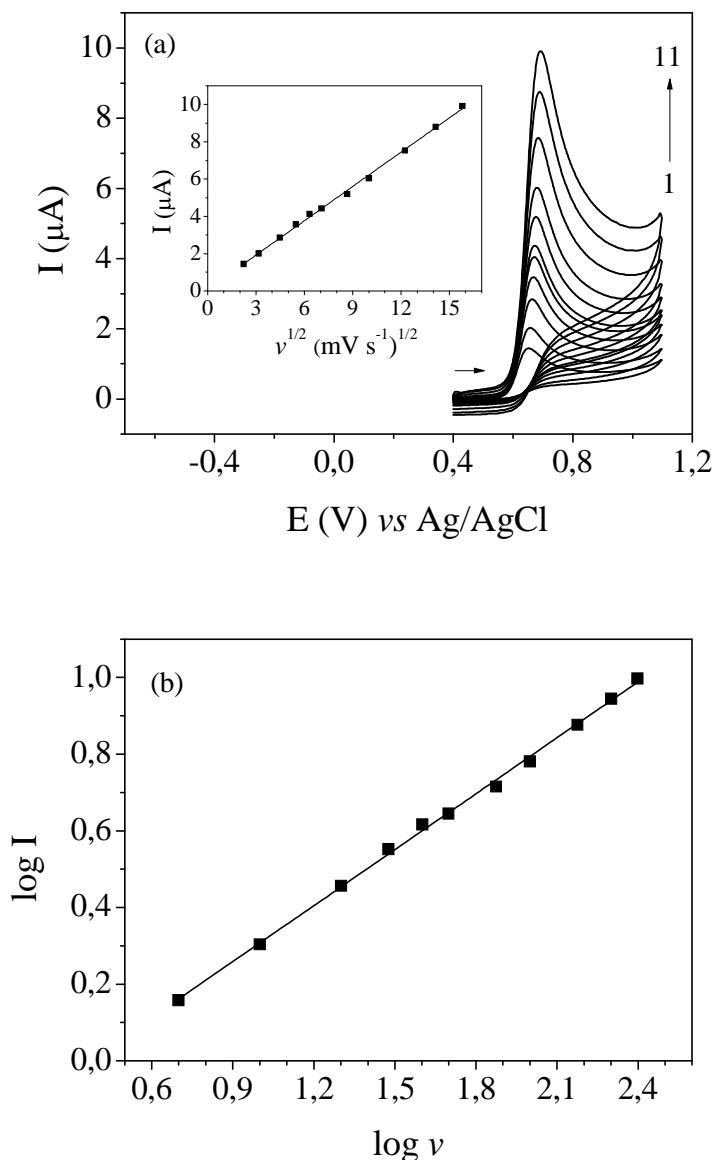 (a)
11
1
I (μA)
10
8
6
4
2
0
-0,4 0,0 0,4 0,8 1,2
E (V) vs Ag/AgCl
I (μA)
10
8
6
4
2
0
0 3 6 9 12 15
v1/2 (mV s-1)1/2
(b)
log I
1,0
0,8
0,6
0,4
0,2
0,0
0,6 0,9 1,2 1,5 1,8 2,1 2,4
log v